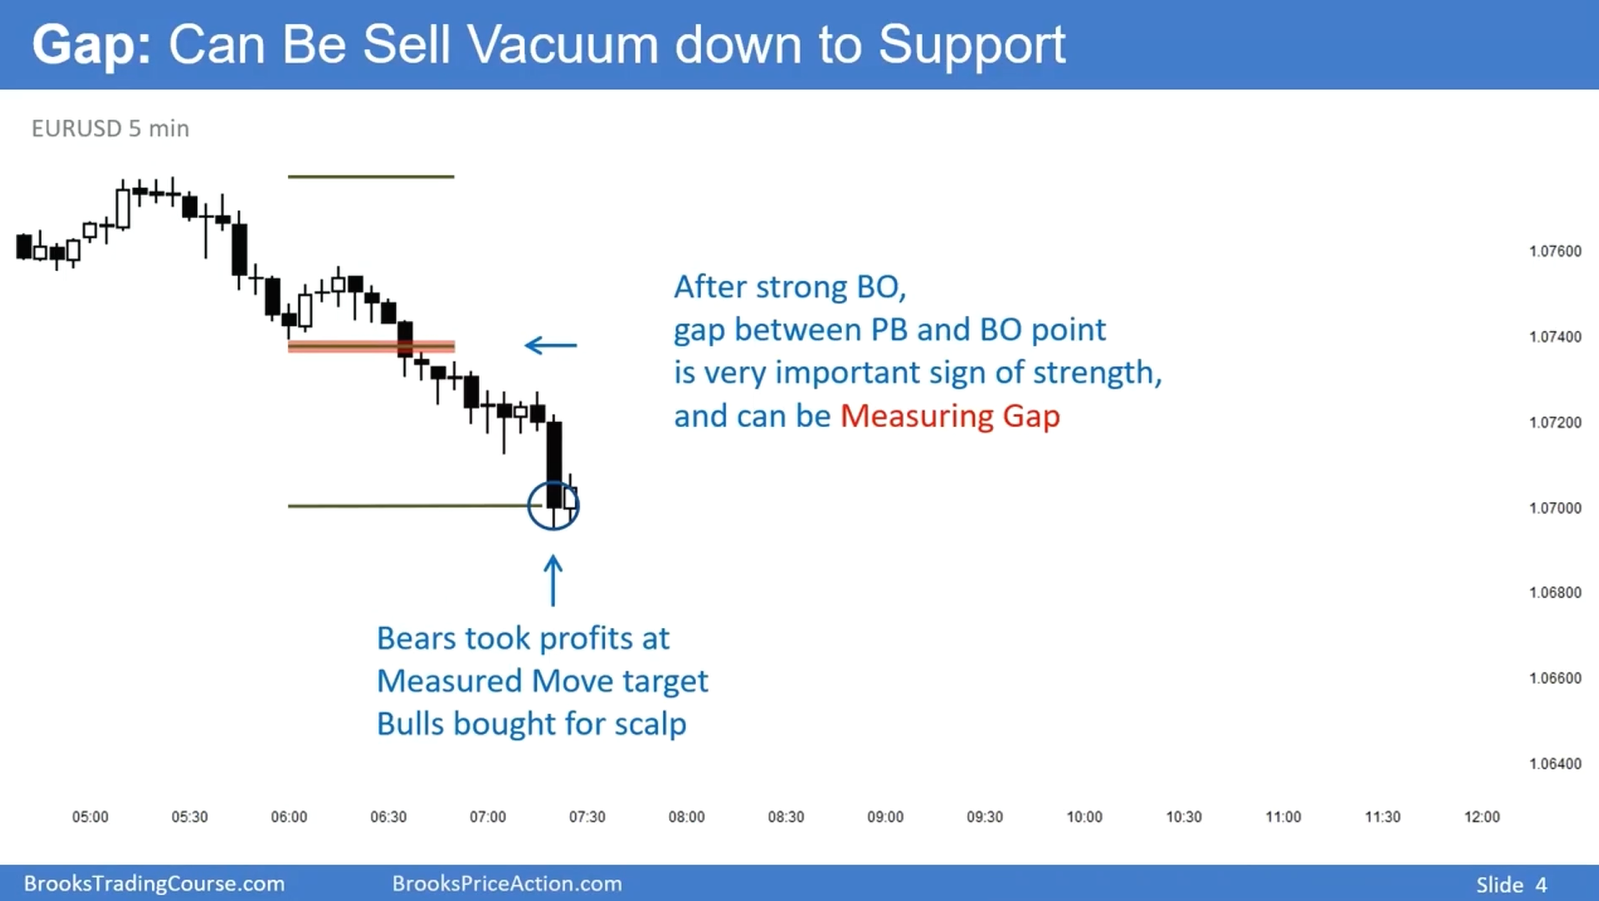 Gap: Can Be Sell Vacuum down to Support
EURUSD 5 min
After strong BO,
gap between PB and BO point
is very important sign of strength,
and can be Measuring Gap
Bears took profits at
Measured Move target
Bulls bought for scalp
1.07600
1.07400
1.07200
1.07000
1.06800
1.06600
1.06400
05:00 05:30 06:00 06:30 07:00 07:30 08:00 08:30 09:00 09:30 10:00 10:30 11:00 11:30 12:00
BrooksTradingCourse.com BrooksPriceAction.com Slide 4